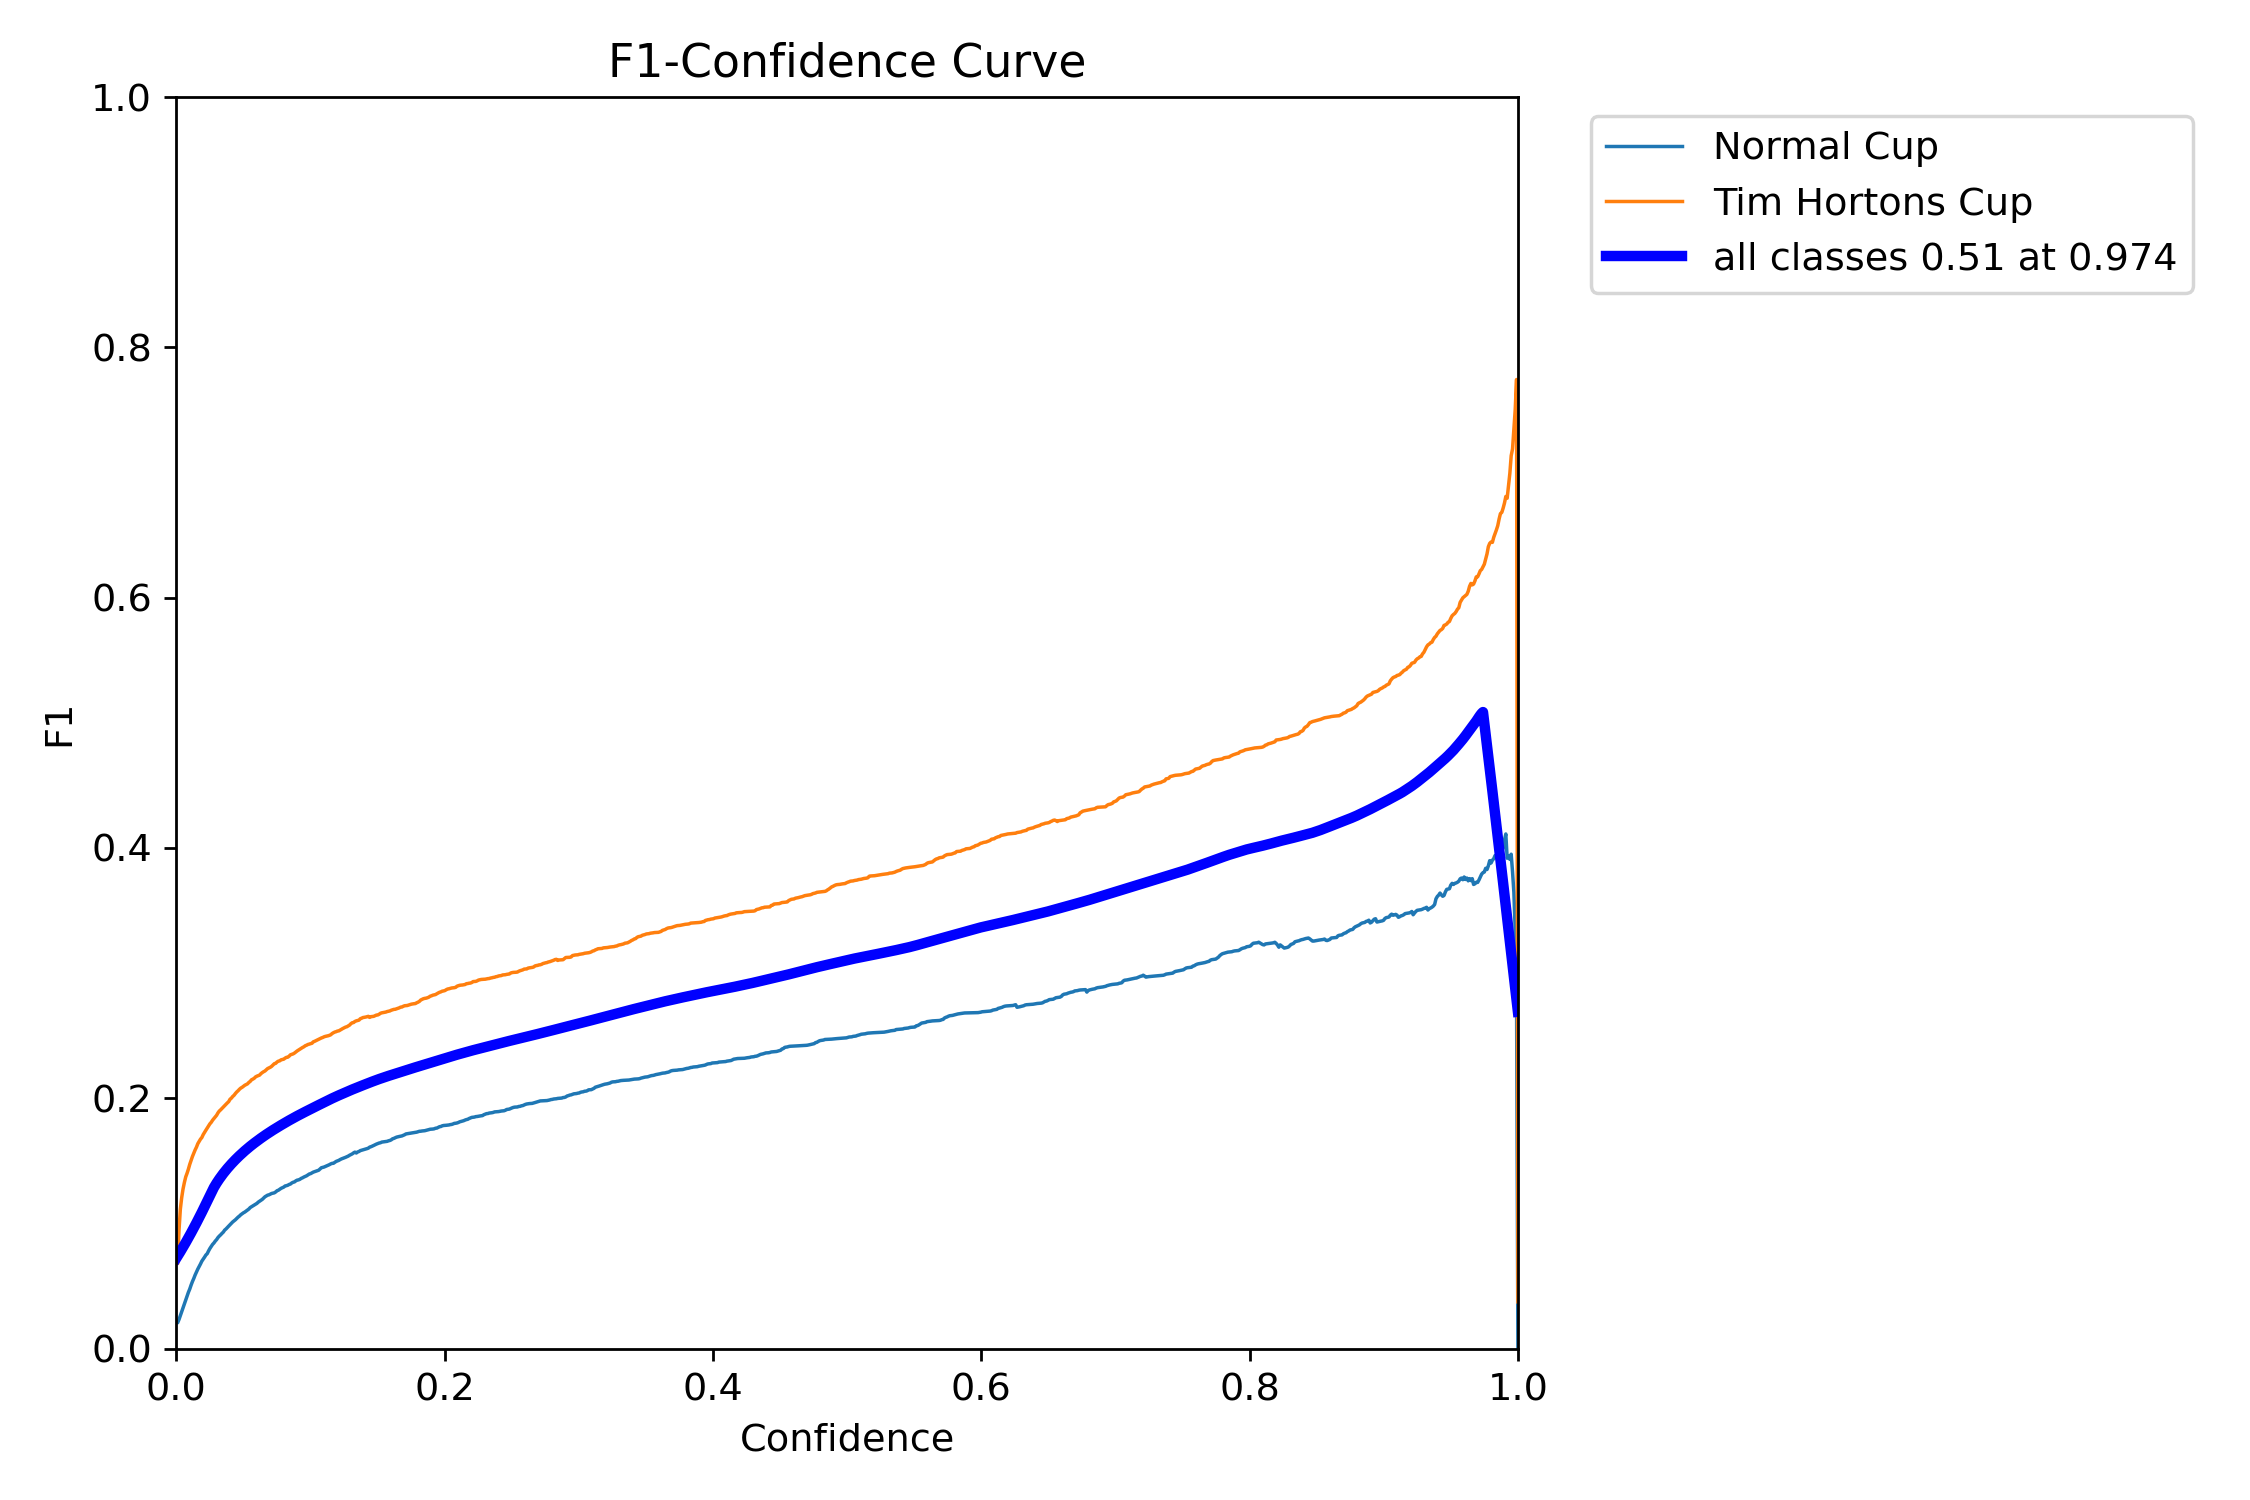 F1-Confidence Curve
1.0
0.8
0.6
0.4
0.2
0.0
F1
0.0 0.2 0.4 0.6 0.8 1.0
Confidence
Normal Cup
Tim Hortons Cup
all classes 0.51 at 0.974